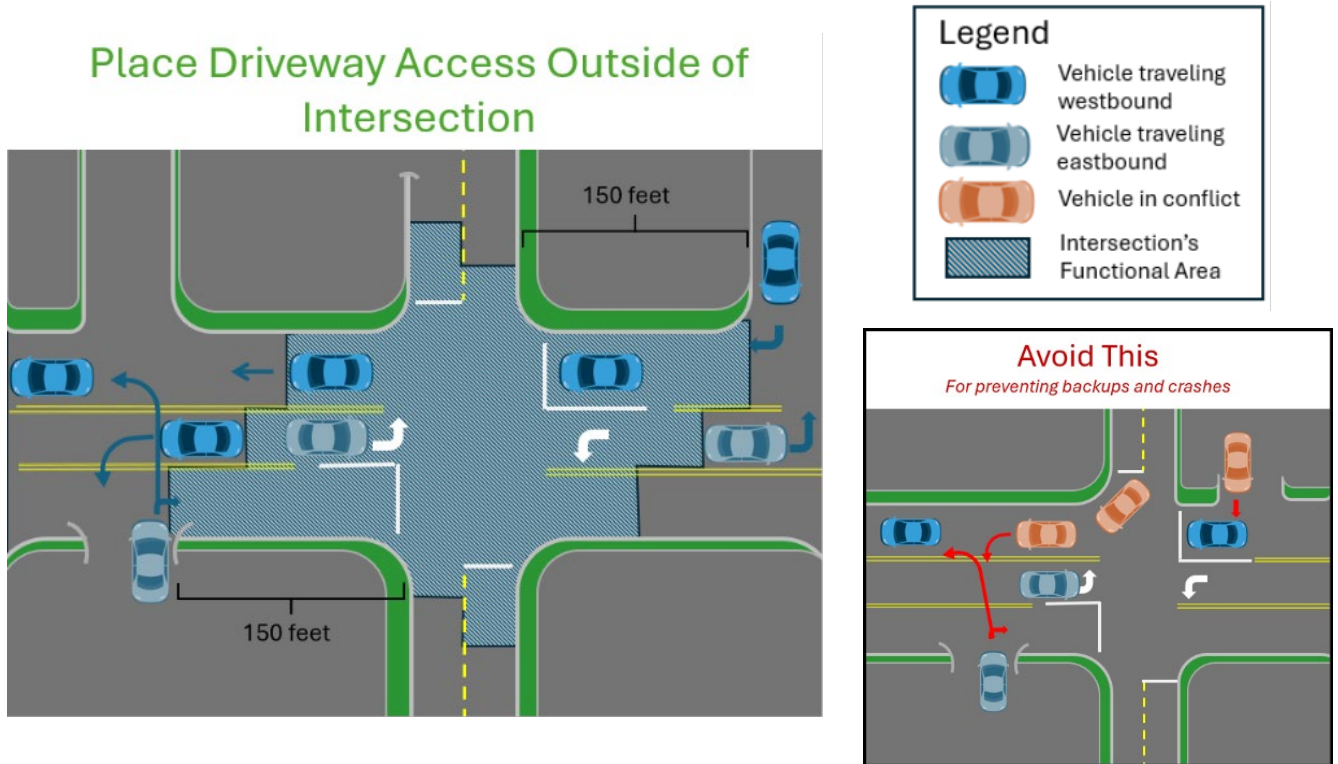 Place Driveway Access Outside of
Intersection
150 feet
150 feet
Legend
Vehicle traveling
westbound
Vehicle traveling
eastbound
Vehicle in conflict
Intersection's
Functional Area
Avoid This
For preventing backups and crashes